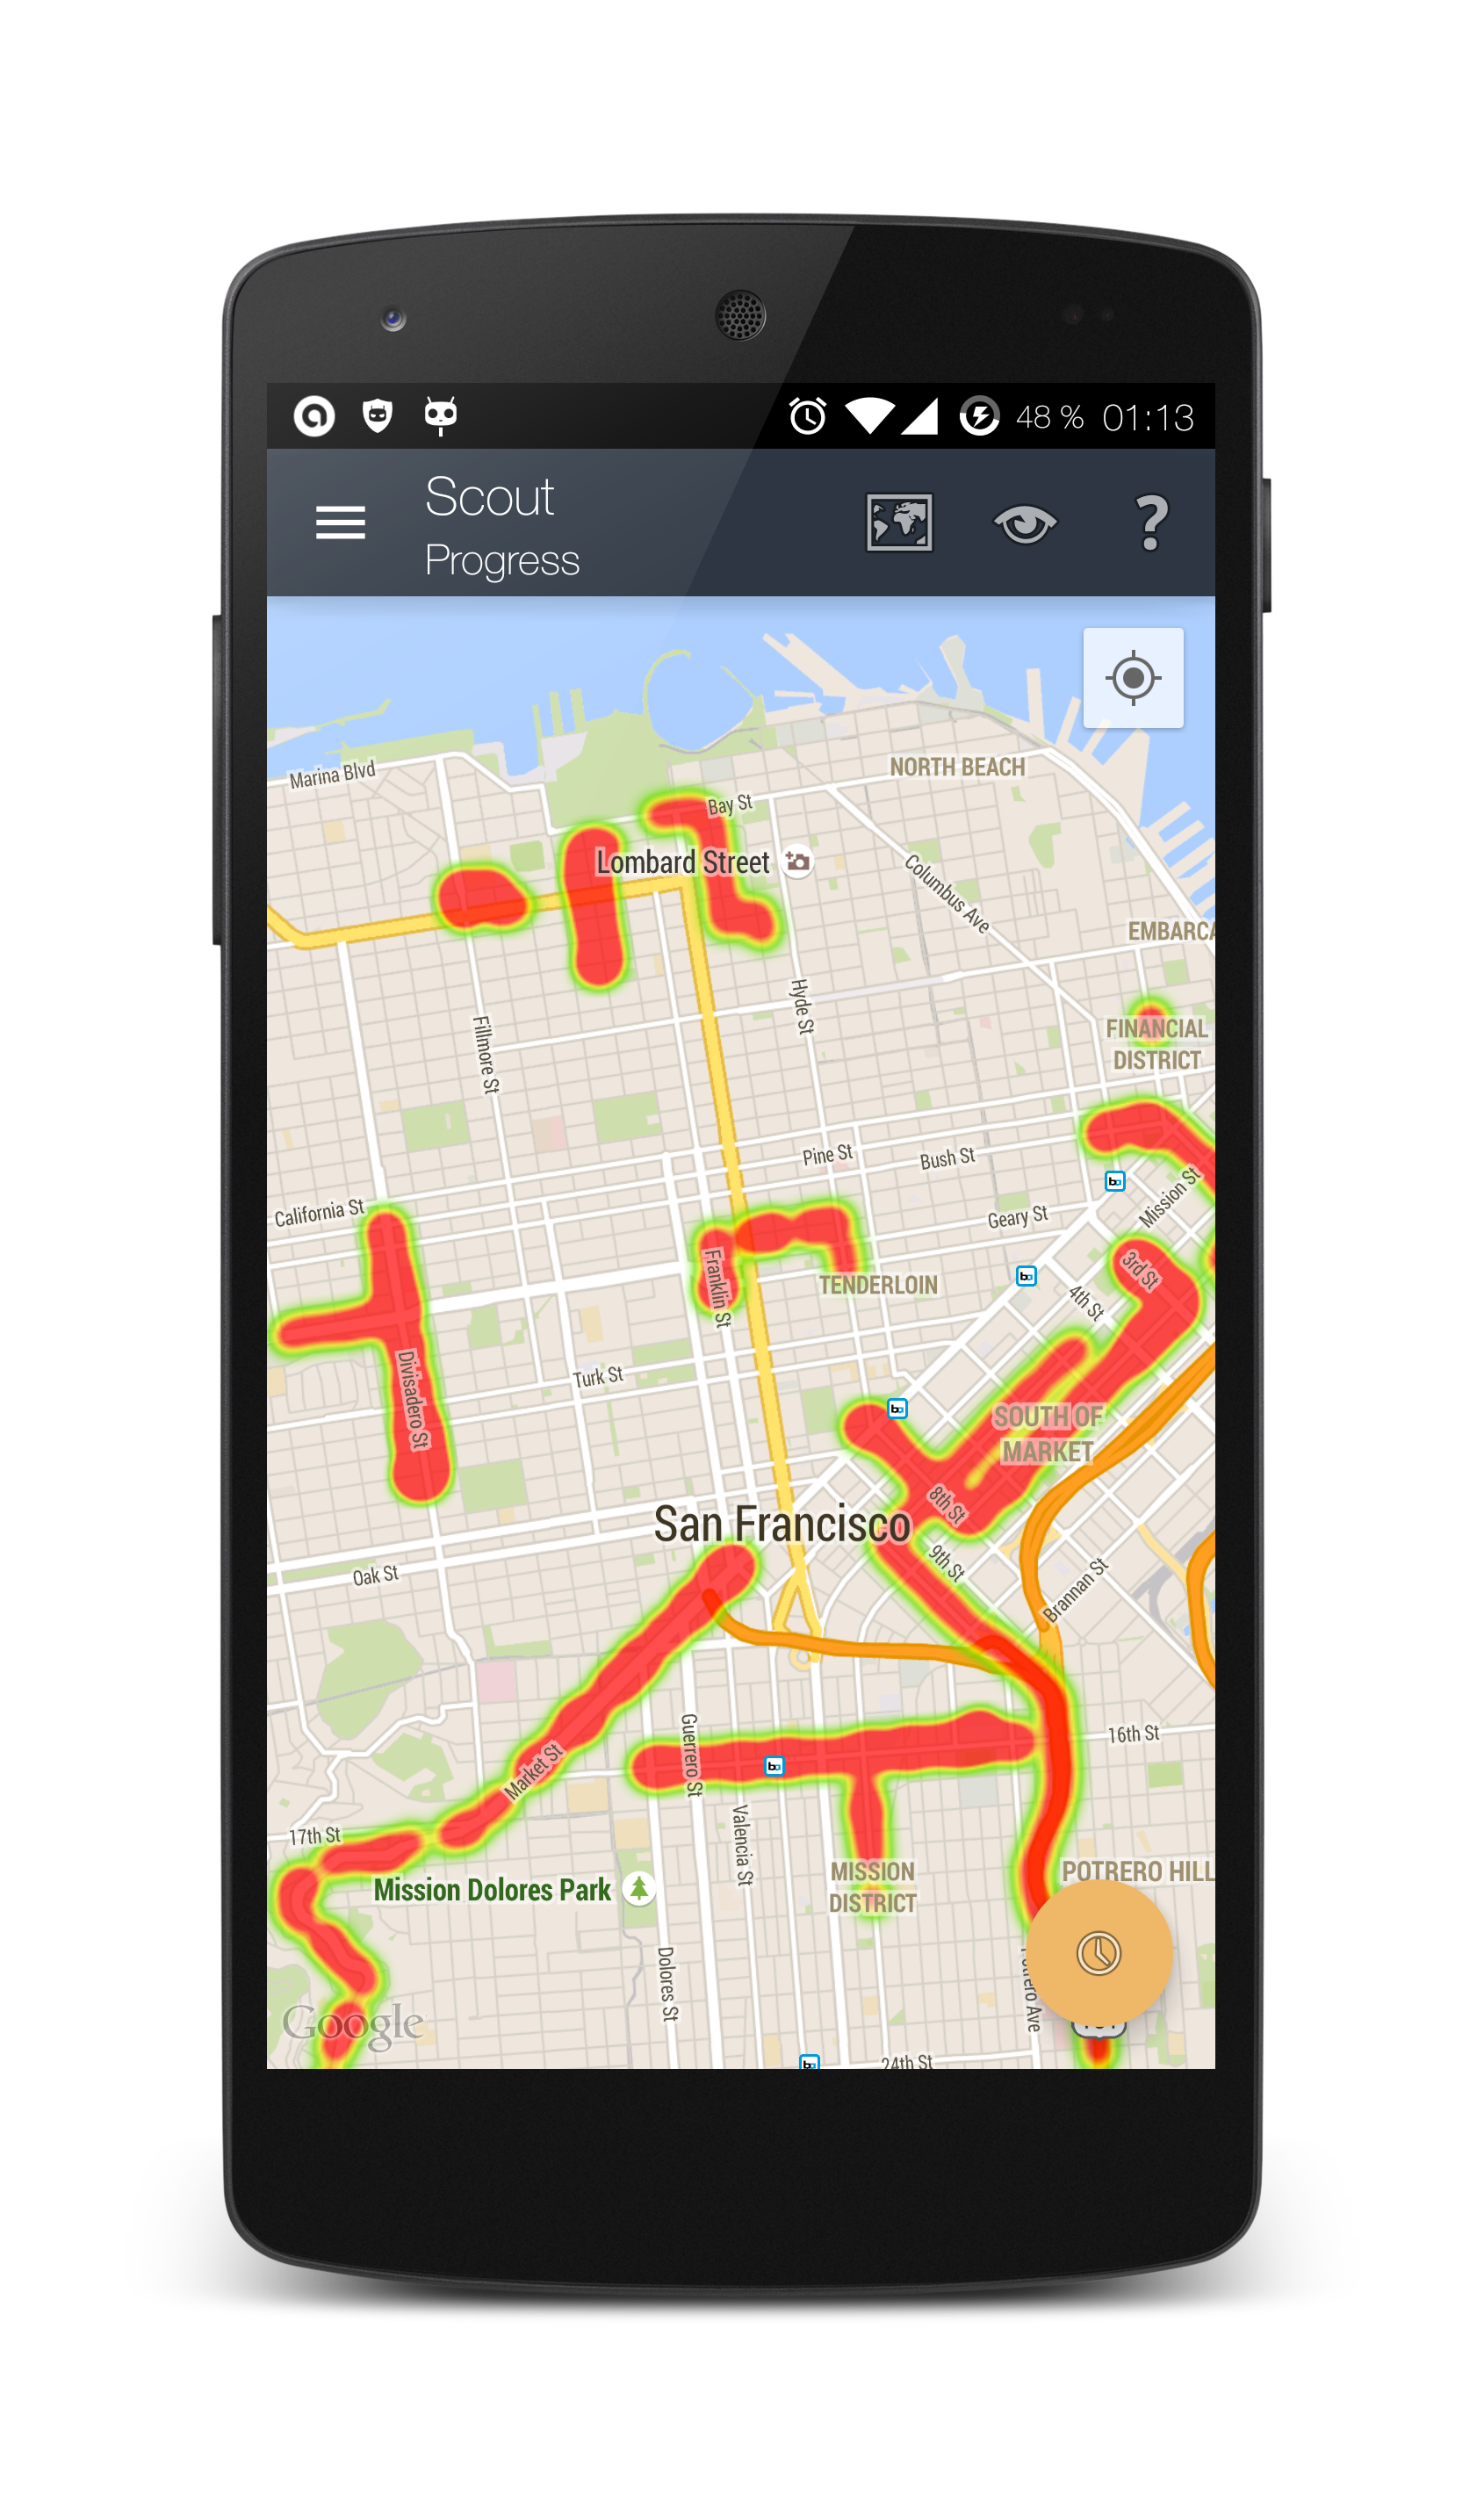 48 % 01:13
Scout
Progress
?
Marina Blvd
NORTH BEACH
Bay St
Lombard Street
Columbus Ave
EMBARCA
Hyde St
FINANCIAL
DISTRICT
Fillmore St
Pine St
Bush St
Mission St
California St
Geary St
Franklin St
TENDERLOIN
3rd St
4th St
Divisadero St
Turk St
SOUTH OF
MARKET
8th St
San Francisco
9th St
Oak St
Brannan St
16th St
Guerrero St
Market St
Valencia St
17th St
MISSION
DISTRICT
POTRERO HILL
Mission Dolores Park
Dolores St
Google
24th St